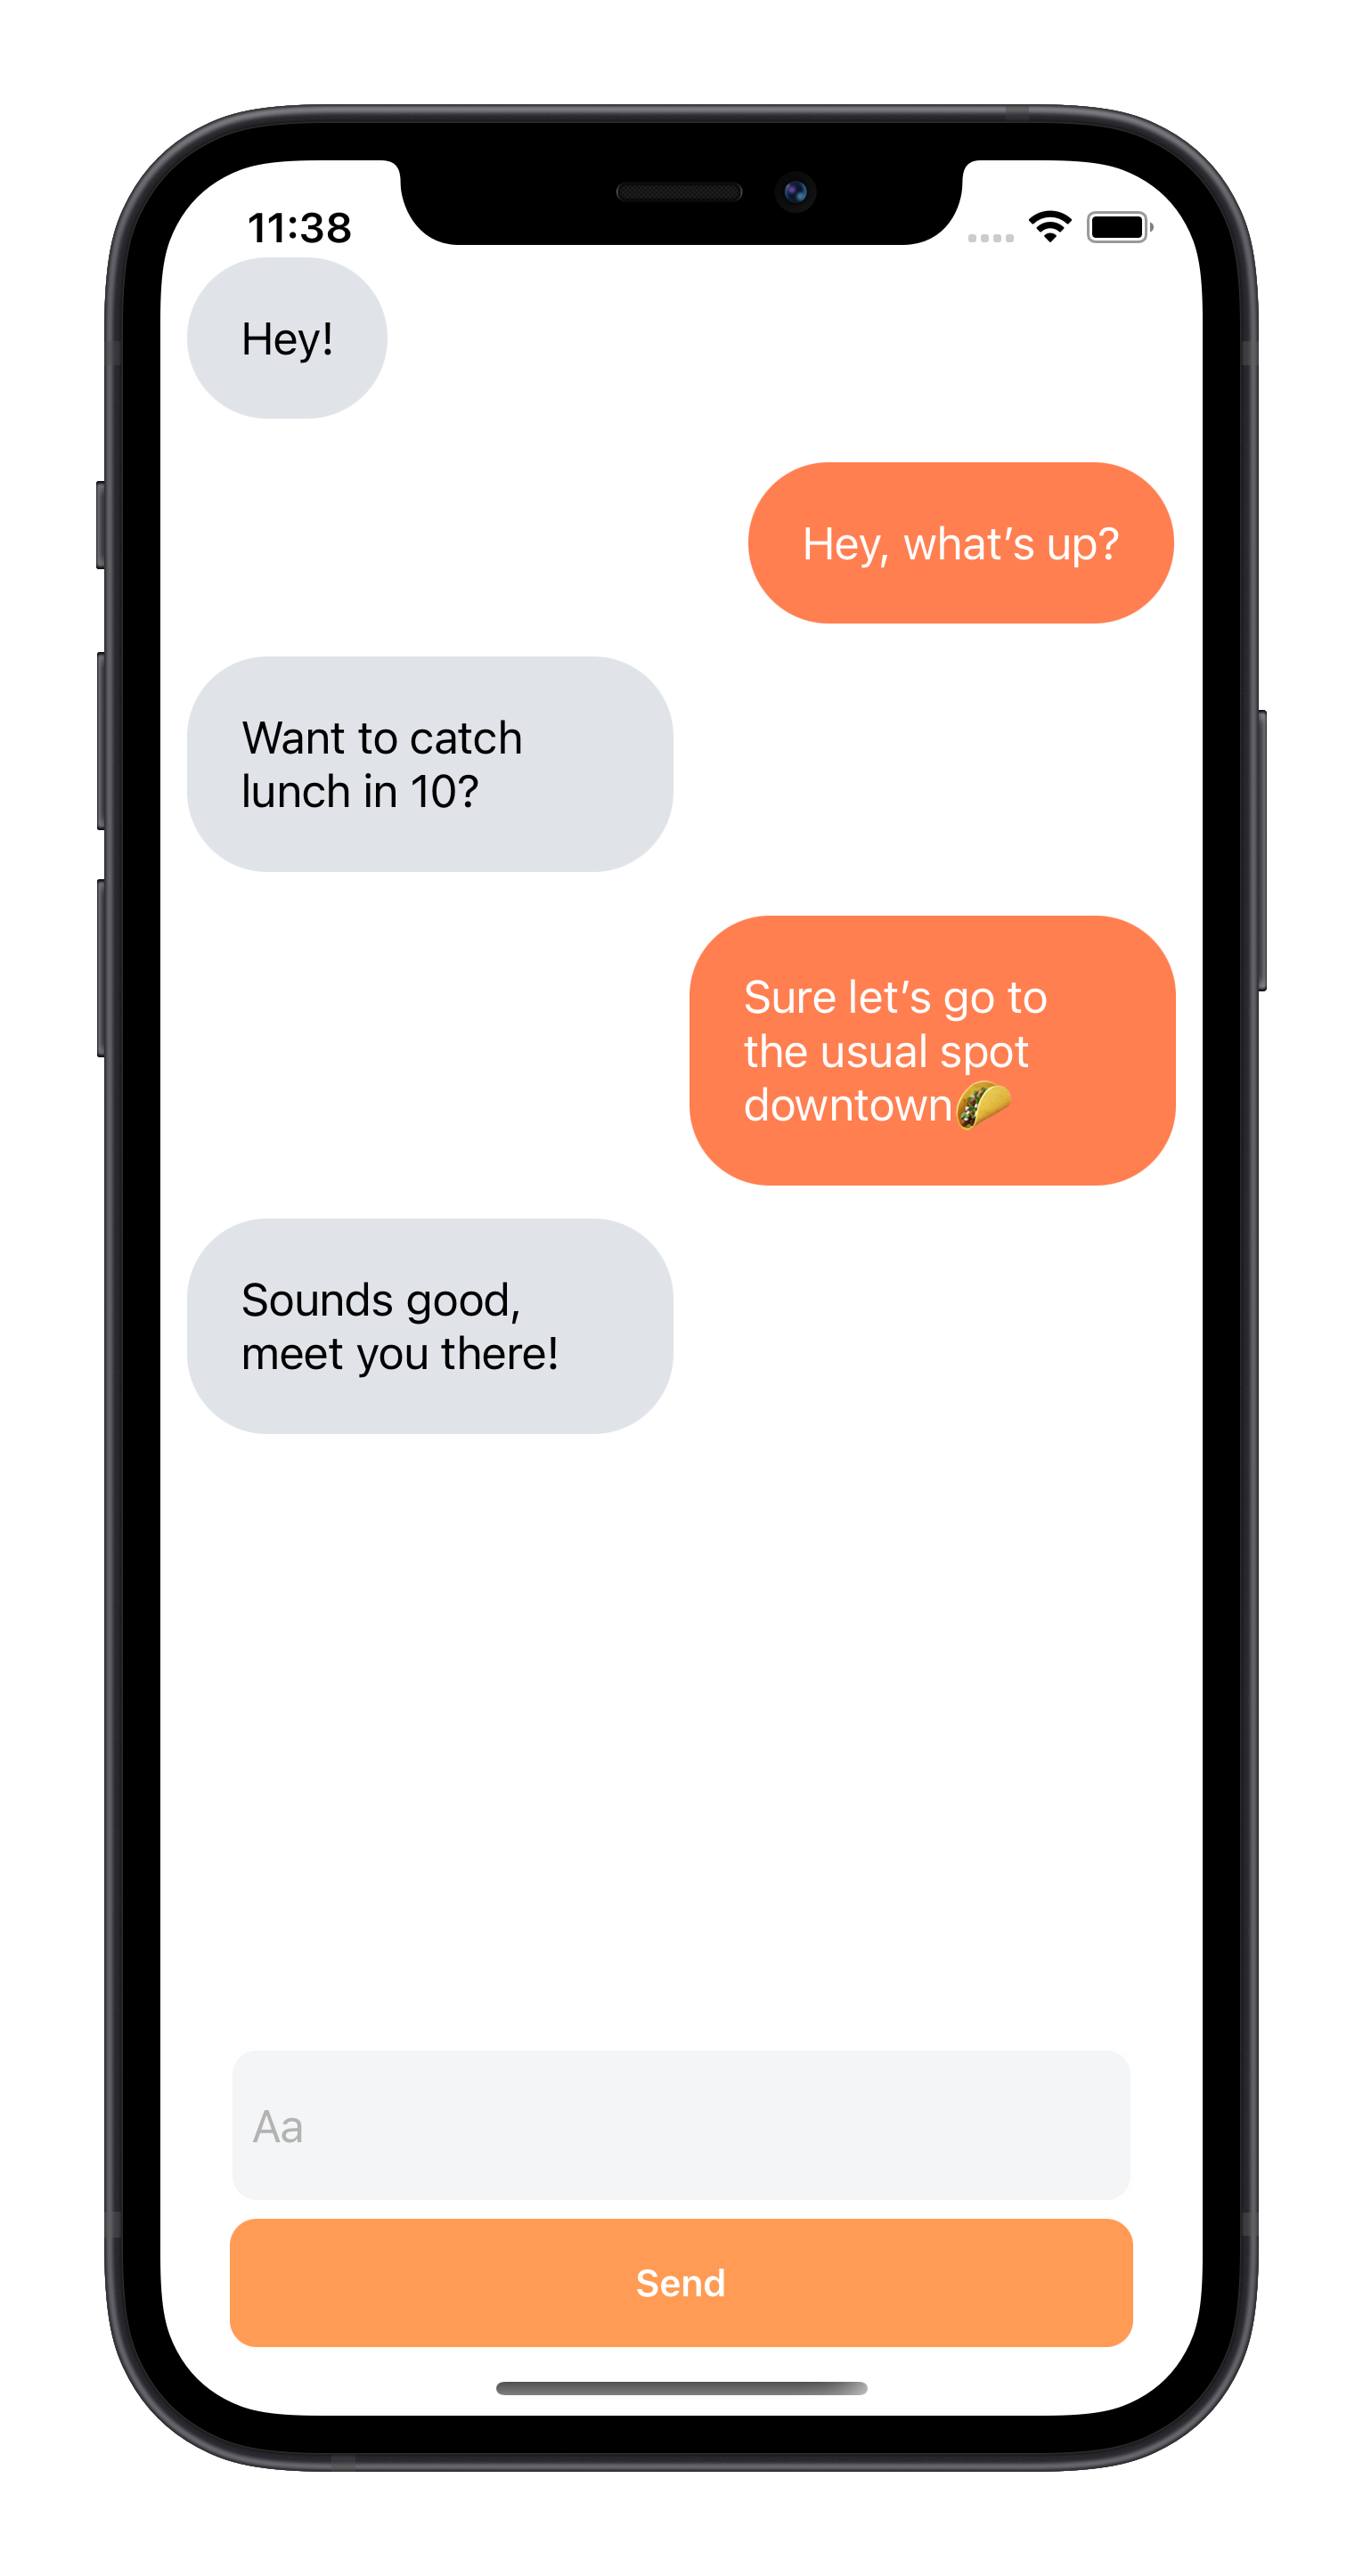 11:38
Hey!
Hey, what’s up?
Want to catch
lunch in 10?
Sure let’s go to
the usual spot
downtown🌮
Sounds good,
meet you there!
Aa
Send